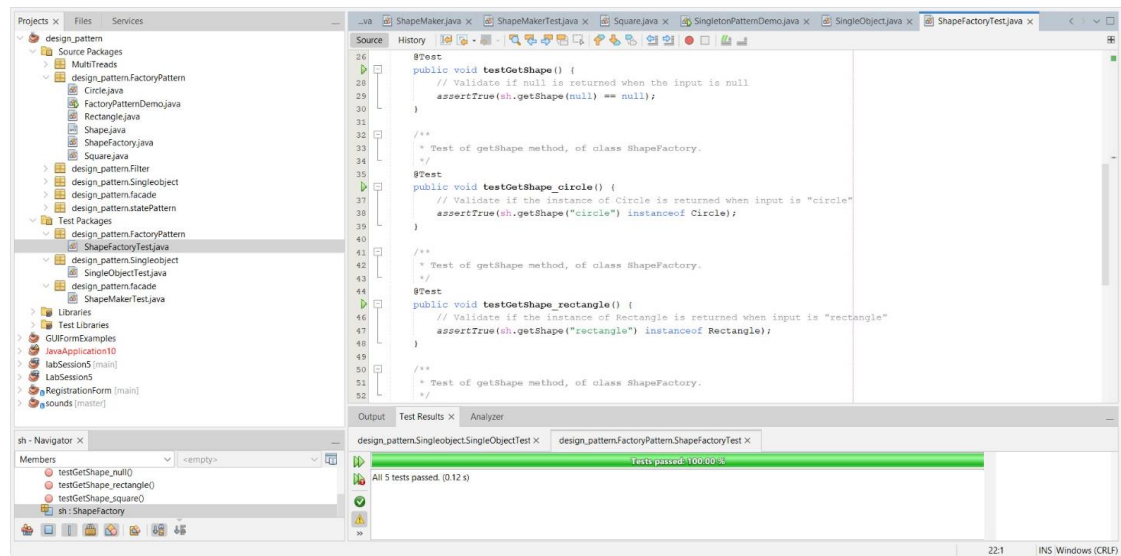 Projects × Files Services
design_pattern
Source Packages
MultiTreads
design_pattern.FactoryPattern
Circle.java
FactoryPatternDemo.java
Rectangle.java
Shape.java
ShapeFactory.java
Square.java
design_pattern.Filter
design_pattern.Singleobject
design_pattern.facade
design_pattern.statePattern
Test Packages
design_pattern.FactoryPattern
ShapeFactoryTest.java
design_pattern.Singleobject
SingleObjectTest.java
design_pattern.facade
ShapeMakerTest.java
Libraries
Test Libraries
GUIFormExamples
JavaApplication10
labSession5 [main]
LabSession5
RegistrationForm [main]
sounds [master]
sh - Navigator ×
Members <empty>
testGetShape_null()
testGetShape_rectangle()
testGetShape_square()
sh : ShapeFactory
...va ShapeMaker.java × ShapeMakerTest.java × Square.java × SingletonPatternDemo.java × SingleObject.java × ShapeFactoryTest.java ×
Source History
26 @Test
public void testGetShape() {
28 // Validate if null is returned when the input is null
29 assertTrue(sh.getShape(null) == null);
30 }
31
32 /**
33 * Test of getShape method, of class ShapeFactory.
34 */
35 @Test
public void testGetShape_circle() {
37 // Validate if the instance of Circle is returned when input is "circle"
38 assertTrue(sh.getShape("circle") instanceof Circle);
39 }
40
41 /**
42 * Test of getShape method, of class ShapeFactory.
43 */
44 @Test
public void testGetShape_rectangle() {
46 // Validate if the instance of Rectangle is returned when input is "rectangle"
47 assertTrue(sh.getShape("rectangle") instanceof Rectangle);
48 }
49
50 /**
51 * Test of getShape method, of class ShapeFactory.
52 */
Output Test Results × Analyzer
design_pattern.Singleobject.SingleObjectTest × design_pattern.FactoryPattern.ShapeFactoryTest ×
Tests passed: 100.00 %
All 5 tests passed. (0.12 s)
22:1 INS Windows (CRLF)